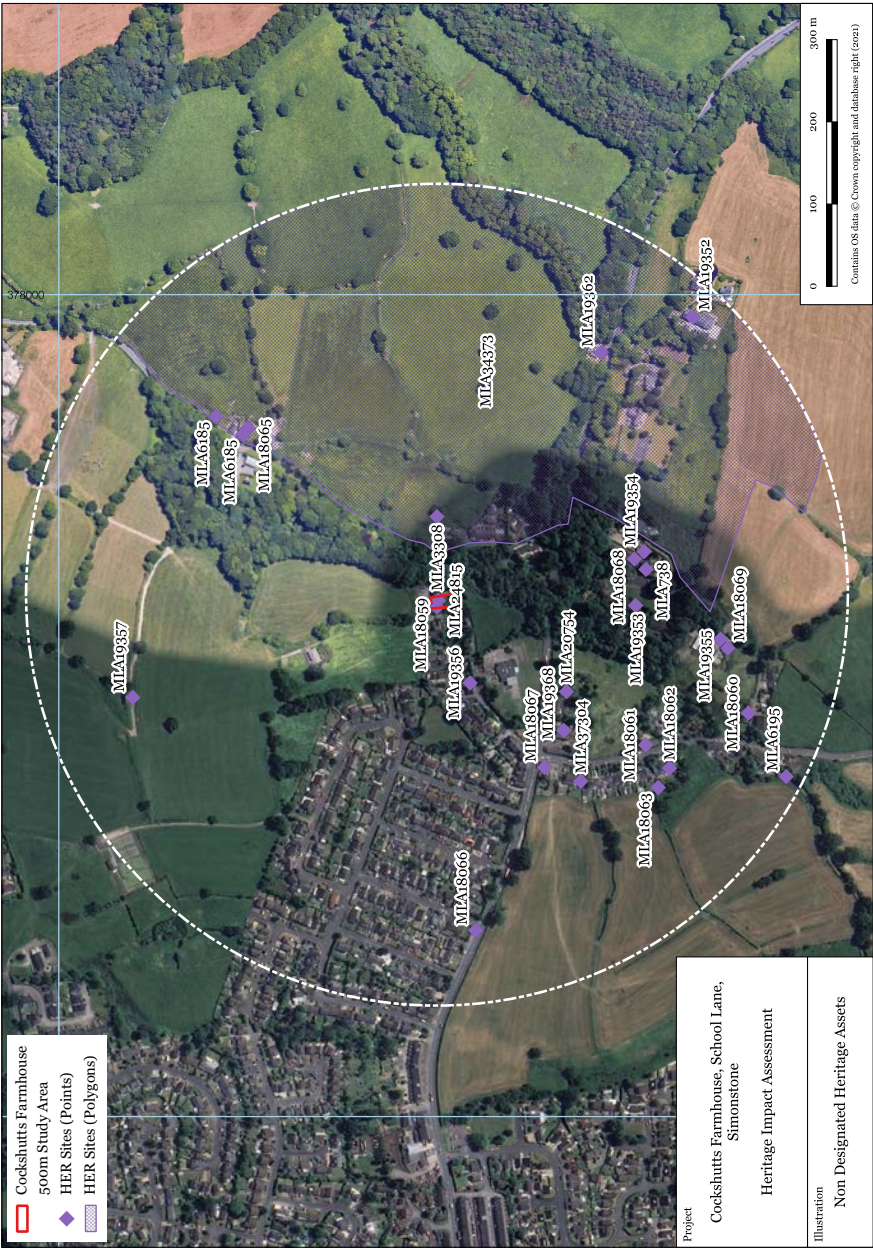 Cockshutts Farmhouse
500m Study Area
HER Sites (Points)
HER Sites (Polygons)
MLA19357
MLA6185
MLA6185
MLA18065
MLA18059
MLA3308
MLA24815
MLA19356
MLA34373
MLA18066
MLA18067
MLA19368
MLA20754
MLA37304
MLA19362
MLA18061
MLA18062
MLA18063
MLA18068
MLA19354
MLA19353
MLA738
MLA19352
MLA19355
MLA18069
MLA18060
MLA6195
378000
Project
Cockshutts Farmhouse, School Lane,
Simonstone
Heritage Impact Assessment
Illustration
Non Designated Heritage Assets
0 100 200 300 m
Contains OS data © Crown copyright and database right (2021)